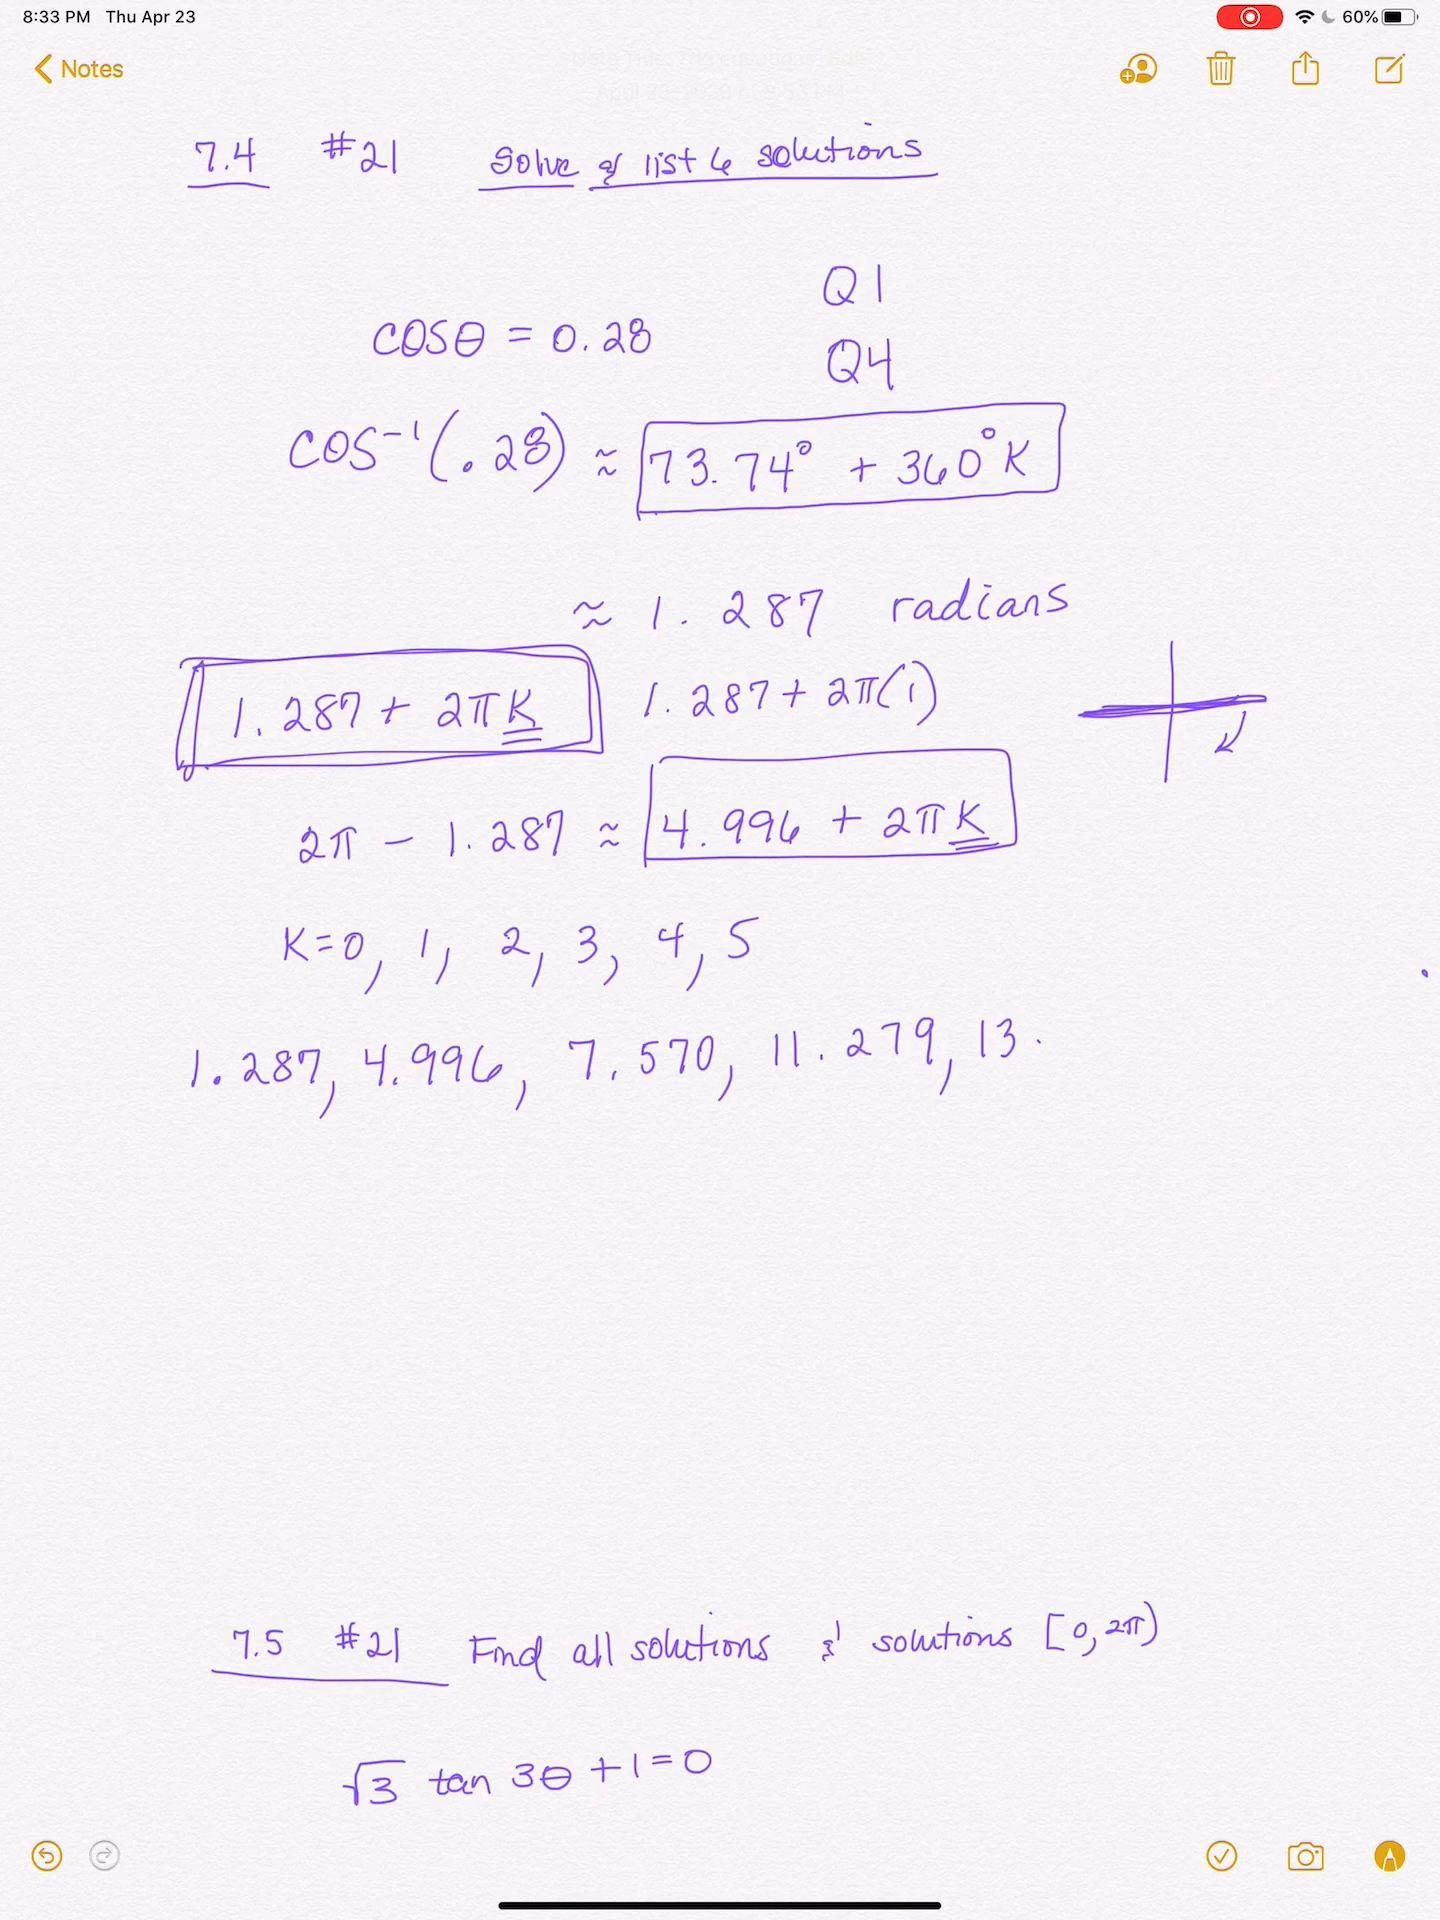 8:33 PM Thu Apr 23 60%
Notes
7.4 #21 Solve & list 6 solutions
Q1
cosθ = 0.28
Q4
cos⁻¹(.28) ≈ 73.74° + 360°K
≈ 1.287 radians
1.287 + 2πK 1.287 + 2π(1)
2π - 1.287 ≈ 4.996 + 2πK
K=0, 1, 2, 3, 4, 5
1.287, 4.996, 7.570, 11.279, 13.
7.5 #21 Find all solutions & solutions [0, 2π)
√3 tan 3θ + 1 = 0